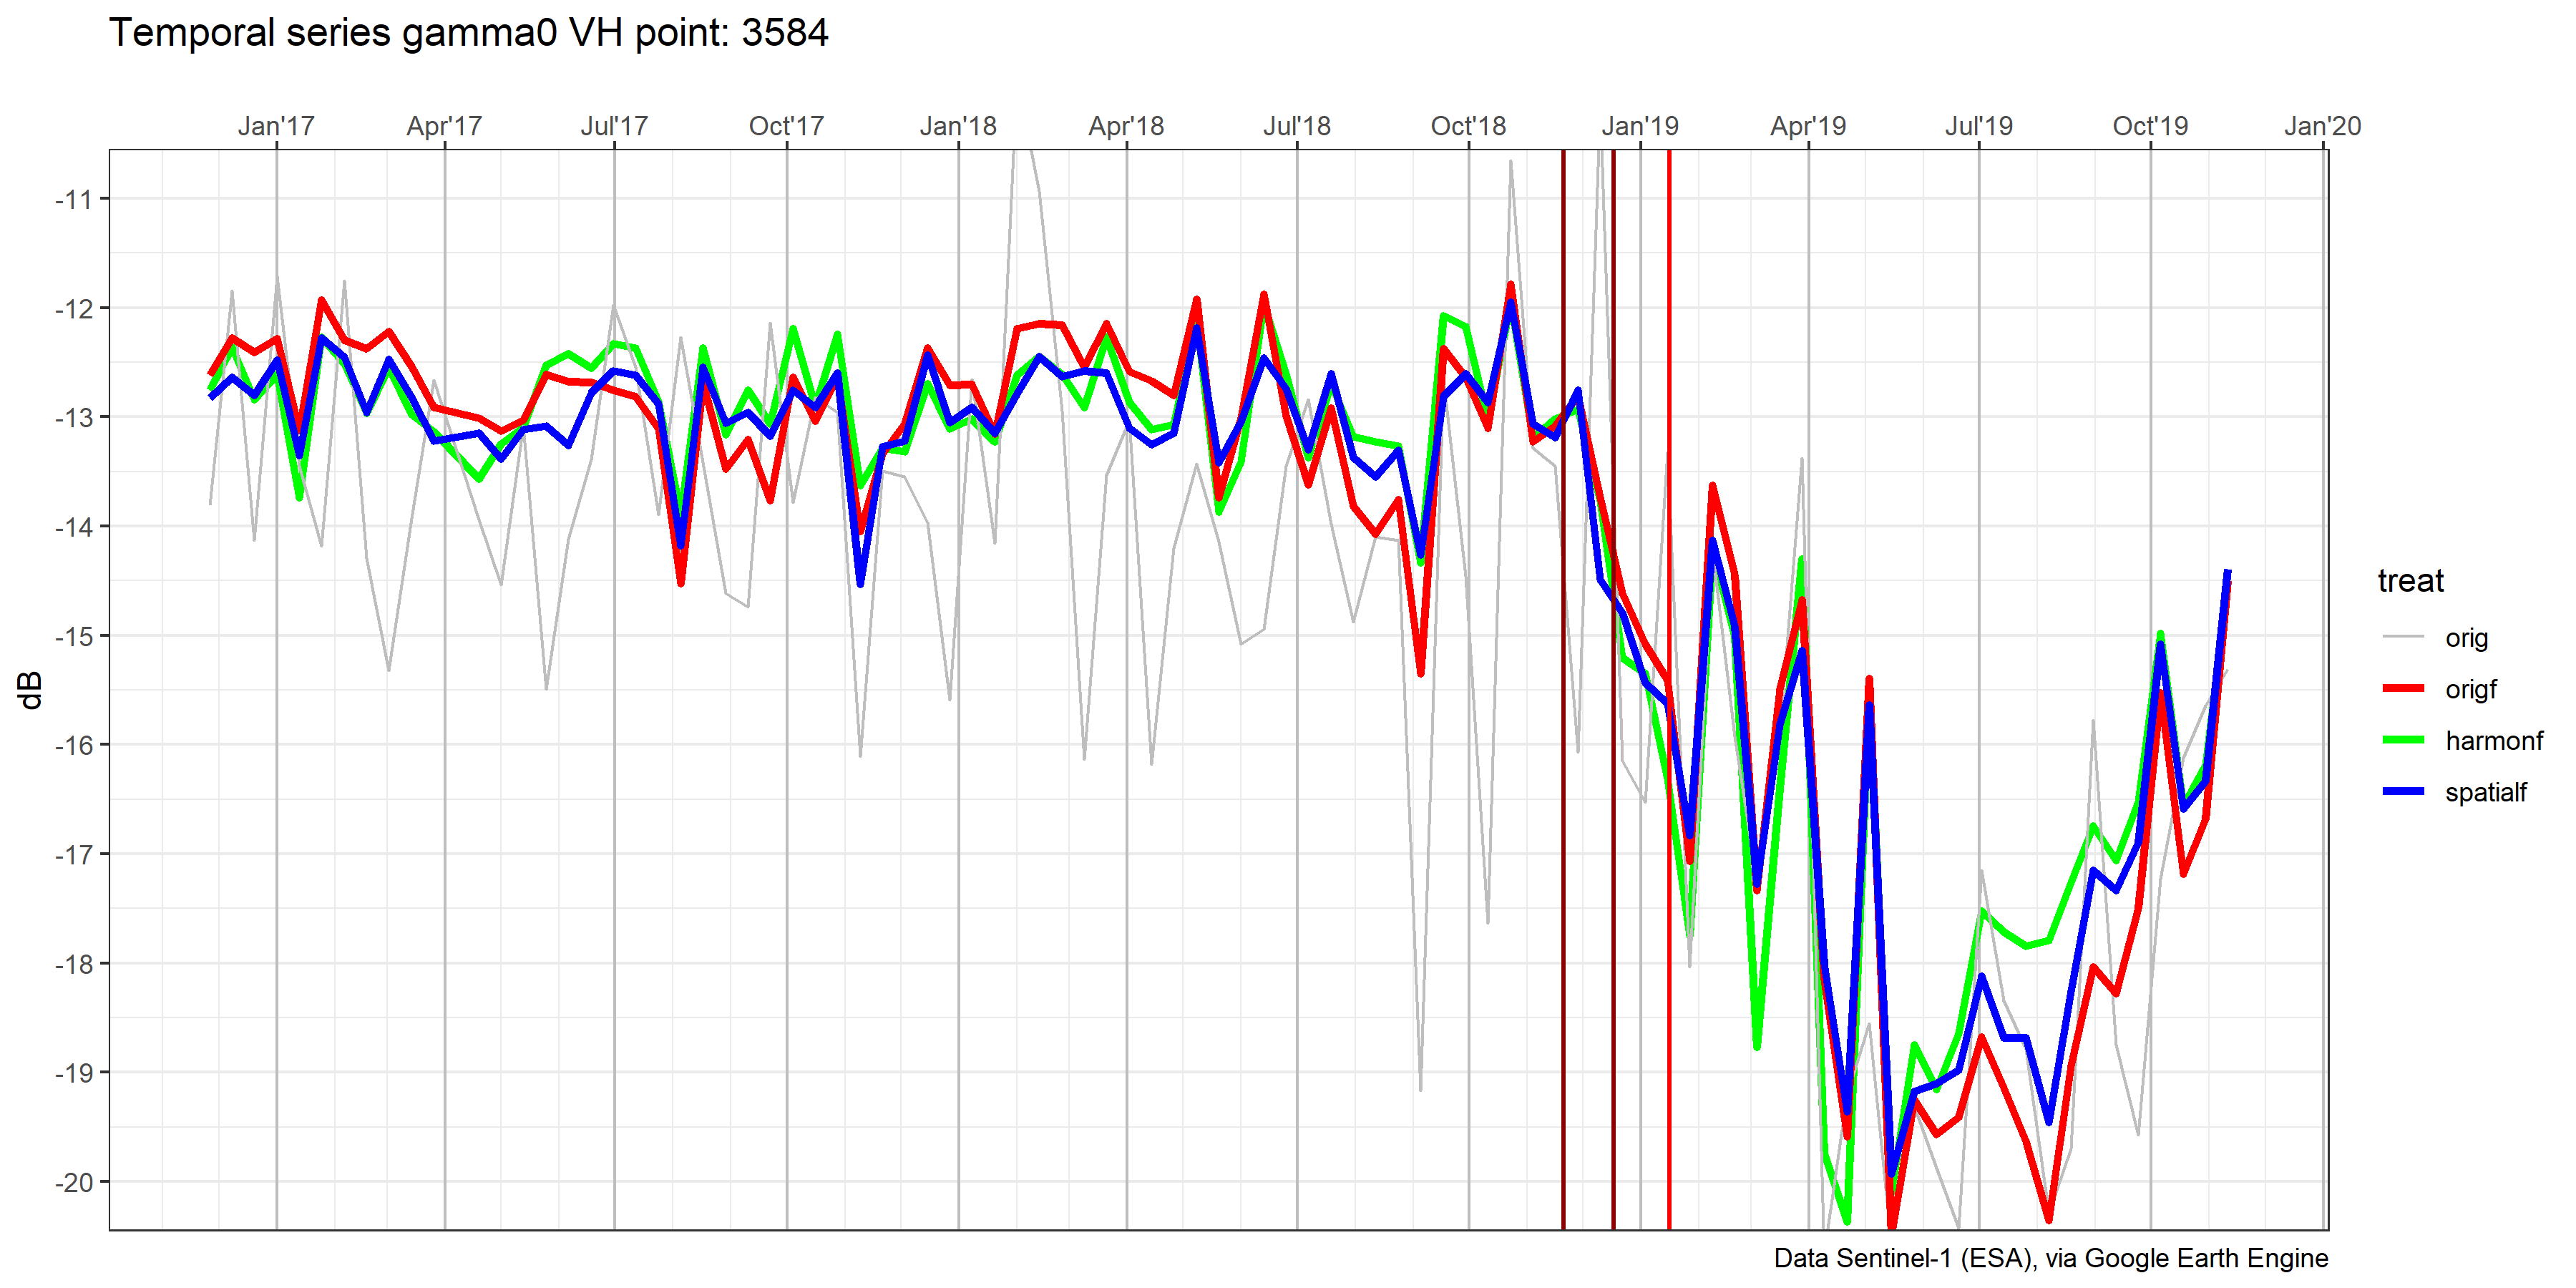 Temporal series gamma0 VH point: 3584
Jan'17 Apr'17 Jul'17 Oct'17 Jan'18 Apr'18 Jul'18 Oct'18 Jan'19 Apr'19 Jul'19 Oct'19 Jan'20
-11
-12
-13
-14
-15
-16
-17
-18
-19
-20
dB
treat
orig
origf
harmonf
spatialf
Data Sentinel-1 (ESA), via Google Earth Engine